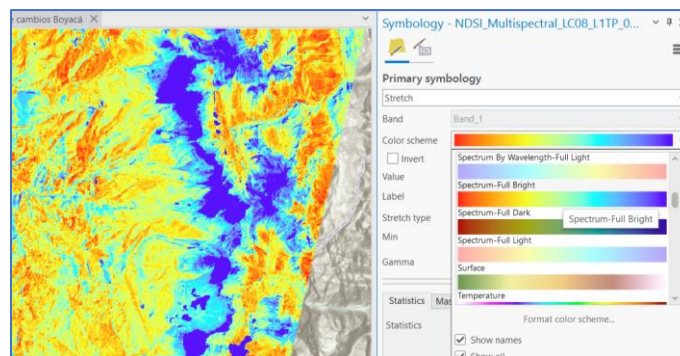 cambios Boyacá
Symbology - NDSI_Multispectral_LC08_L1TP_0...
Primary symbology
Stretch
Band
Band_1
Color scheme
Invert
Value
Label
Stretch type
Min
Gamma
Spectrum By Wavelength-Full Light
Spectrum-Full Bright
Spectrum-Full Dark
Spectrum-Full Bright
Spectrum-Full Light
Surface
Temperature
Format color scheme...
Statistics
Statistics
Show names